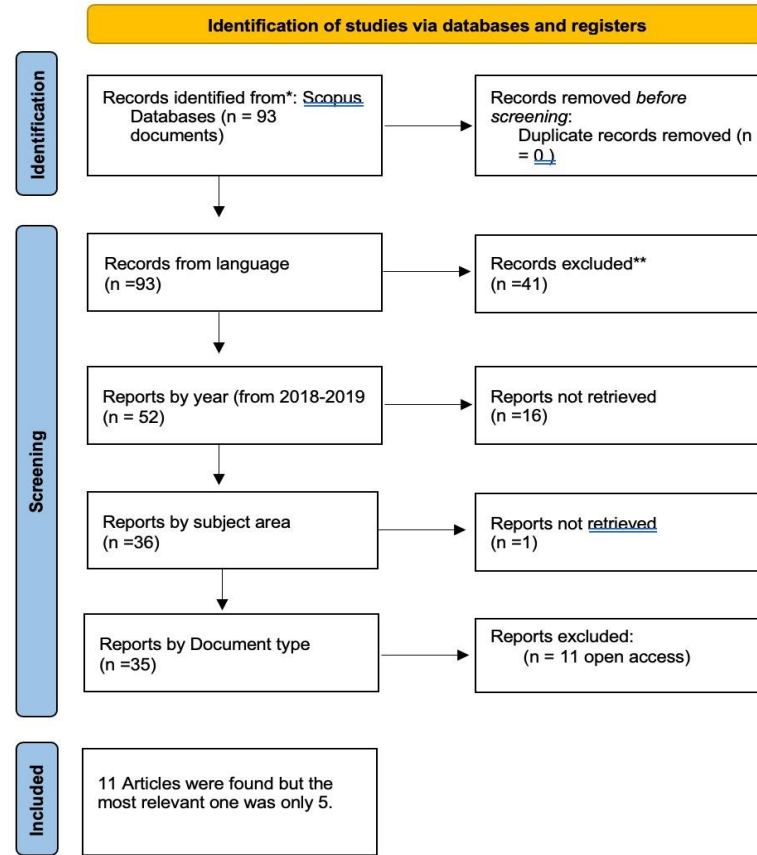 Identification of studies via databases and registers
Identification
Records identified from*: Scopus
Databases (n = 93
documents)
Records removed before
screening:
Duplicate records removed (n
= 0 )
Screening
Records from language
(n =93)
Records excluded**
(n =41)
Reports by year (from 2018-2019
(n = 52)
Reports not retrieved
(n =16)
Reports by subject area
(n =36)
Reports not retrieved
(n =1)
Reports by Document type
(n =35)
Reports excluded:
(n = 11 open access)
Included
11 Articles were found but the
most relevant one was only 5.